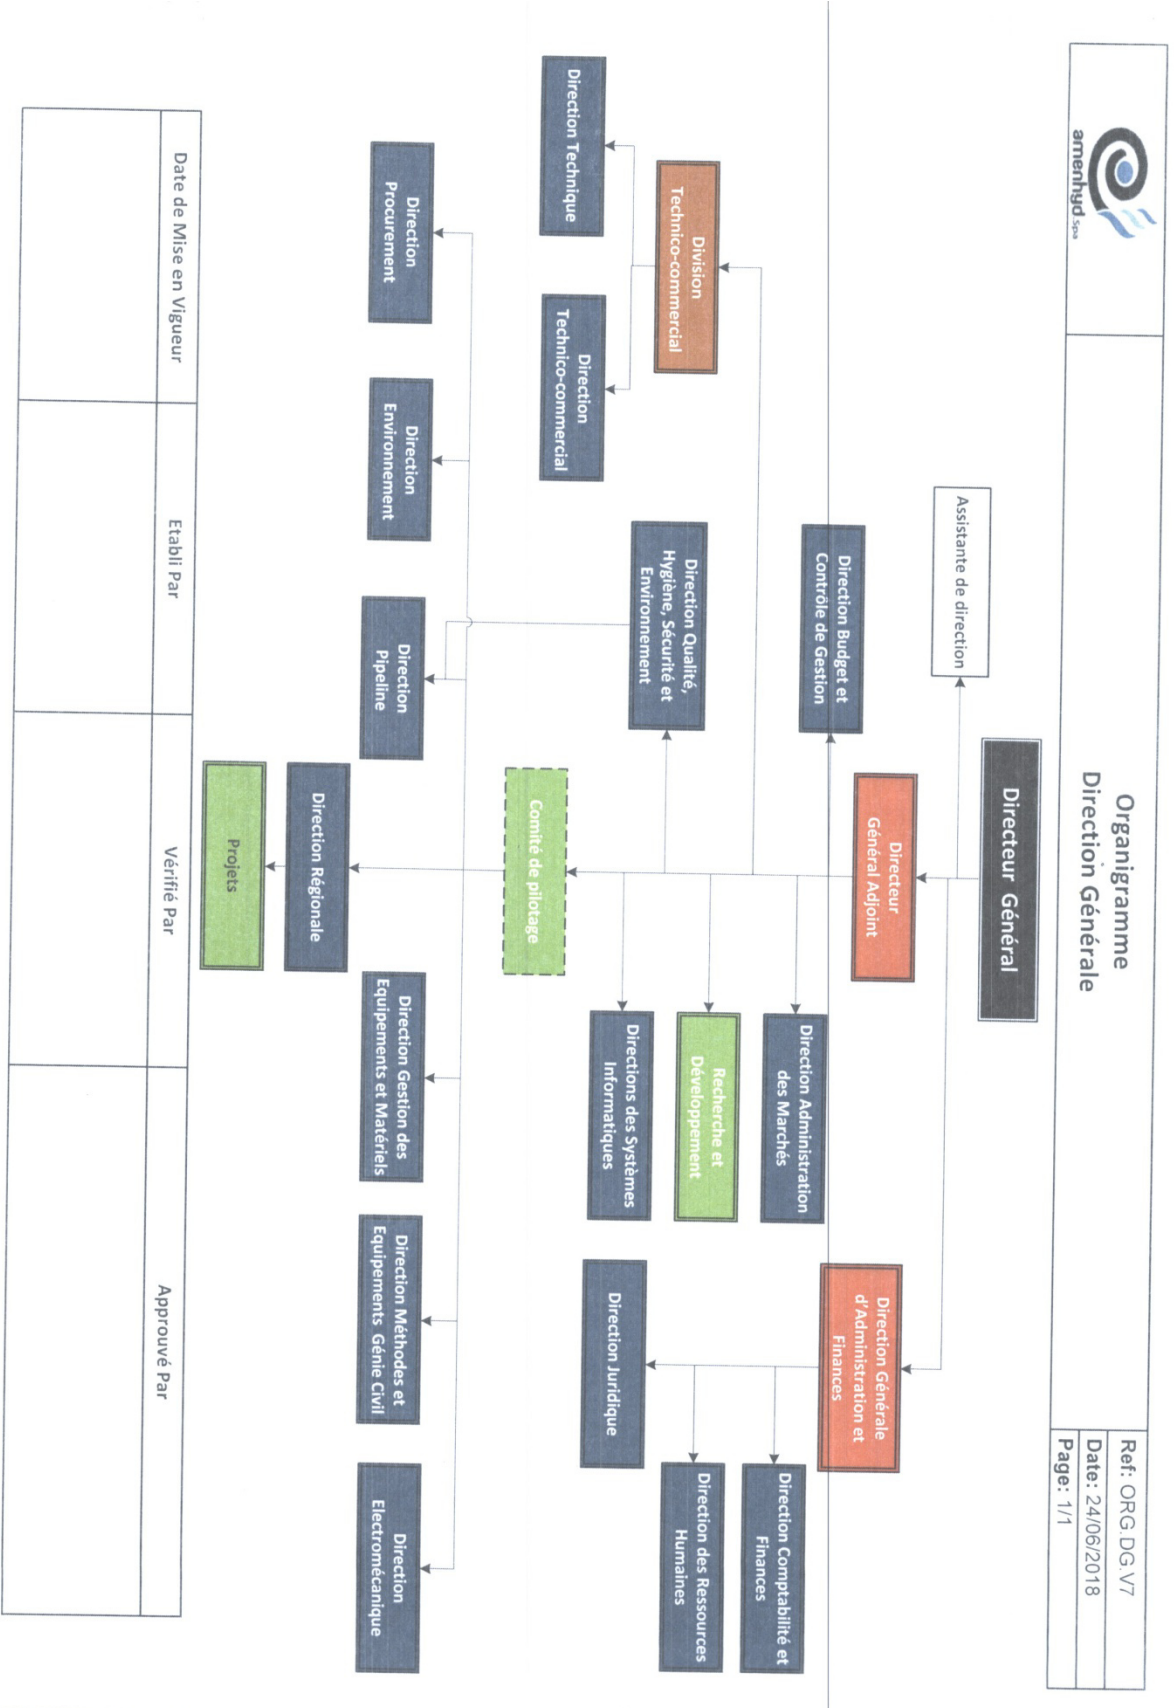 amenhyd Spa
Organigramme
Direction Générale
Ref: ORG.DG.V7
Date: 24/06/2018
Page: 1/1
Directeur Général
Assistante de direction
Directeur
Général Adjoint
Direction Générale
d'Administration et
Finances
Direction Budget et
Contrôle de Gestion
Direction Administration
des Marchés
Direction Comptabilité et
Finances
Division
Technico-commercial
Direction Qualité,
Hygiène, Sécurité et
Environnement
Recherche et
Développement
Direction des Ressources
Humaines
Direction Technique
Direction
Technico-commercial
Comité de pilotage
Directions des Systèmes
Informatiques
Direction Juridique
Direction
Procurement
Direction
Environnement
Direction
Pipeline
Direction Régionale
Direction Gestion des
Equipements et Matériels
Direction Méthodes et
Equipements Génie Civil
Direction
Electromécanique
Projets
Date de Mise en Vigueur
Etabli Par
Vérifié Par
Approuvé Par